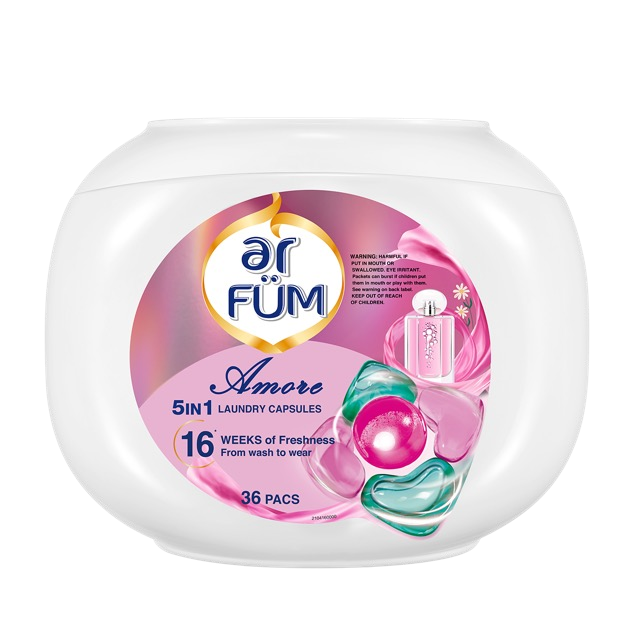 ər
FÜM
WARNING: HARMFUL IF
PUT IN MOUTH OR
SWALLOWED. EYE IRRITANT.
Packets can burst if children put
them in mouth or play with them.
See warning on back label.
KEEP OUT OF REACH
OF CHILDREN.
Amore
5IN1 LAUNDRY CAPSULES
16* WEEKS of Freshness
From wash to wear
36 PACS